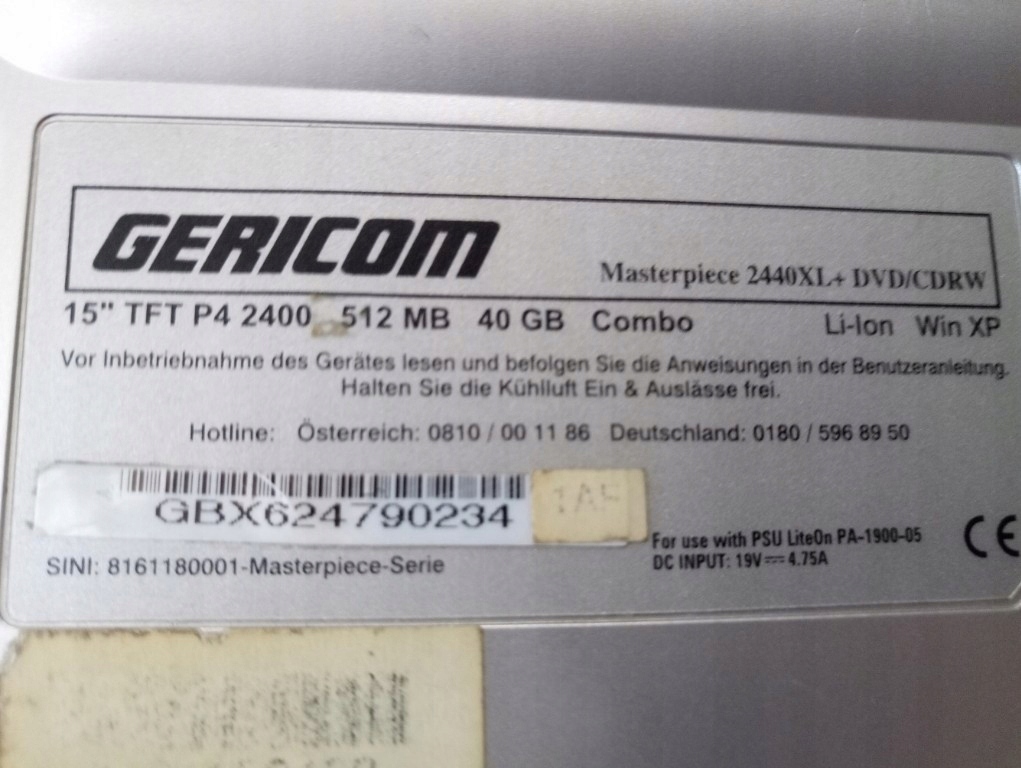 GERICOM
Masterpiece 2440XL+ DVD/CDRW
15" TFT P4 2400 512 MB 40 GB Combo Li-Ion Win XP
Vor Inbetriebnahme des Gerätes lesen und befolgen Sie die Anweisungen in der Benutzeranleitung.
Halten Sie die Kühlluft Ein & Auslässe frei.
Hotline: Österreich: 0810 / 00 11 86 Deutschland: 0180 / 596 89 50
GBX624790234
For use with PSU LiteOn PA-1900-05
DC INPUT: 19V⎓4.75A
CE
SINI: 8161180001-Masterpiece-Serie